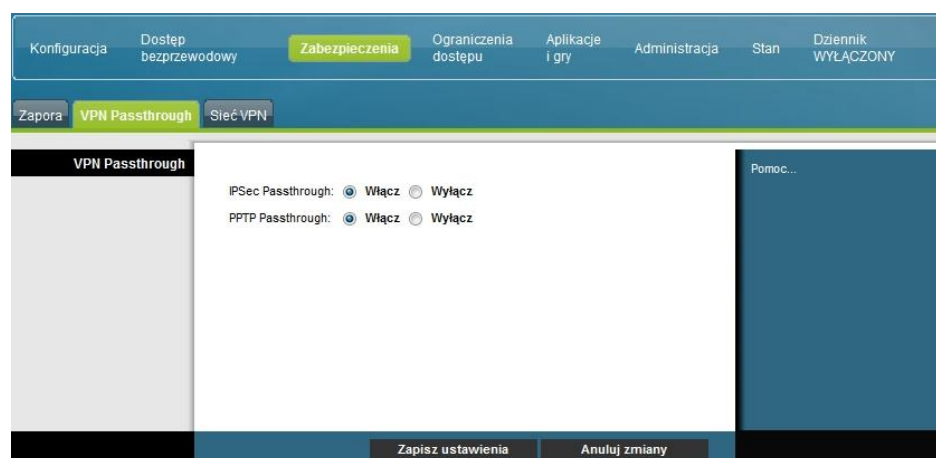 Konfiguracja
Dostęp
bezprzewodowy
Zabezpieczenia
Ograniczenia
dostępu
Aplikacje
i gry
Administracja
Stan
Dziennik
WYŁĄCZONY
Zapora
VPN Passthrough
Sieć VPN
VPN Passthrough
IPSec Passthrough: Włącz Wyłącz
PPTP Passthrough: Włącz Wyłącz
Pomoc...
Zapisz ustawienia
Anuluj zmiany